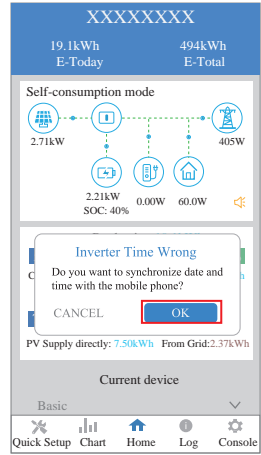 XXXXXXXX
19.1kWh 494kWh
E-Today E-Total
Self-consumption mode
2.71kW 405W
2.21kW 0.00W 60.0W
SOC: 40%
Inverter Time Wrong
Do you want to synchronize date and
time with the mobile phone?
CANCEL OK
PV Supply directly: 7.50kWh From Grid:2.37kWh
Current device
Basic
Quick Setup Chart Home Log Console